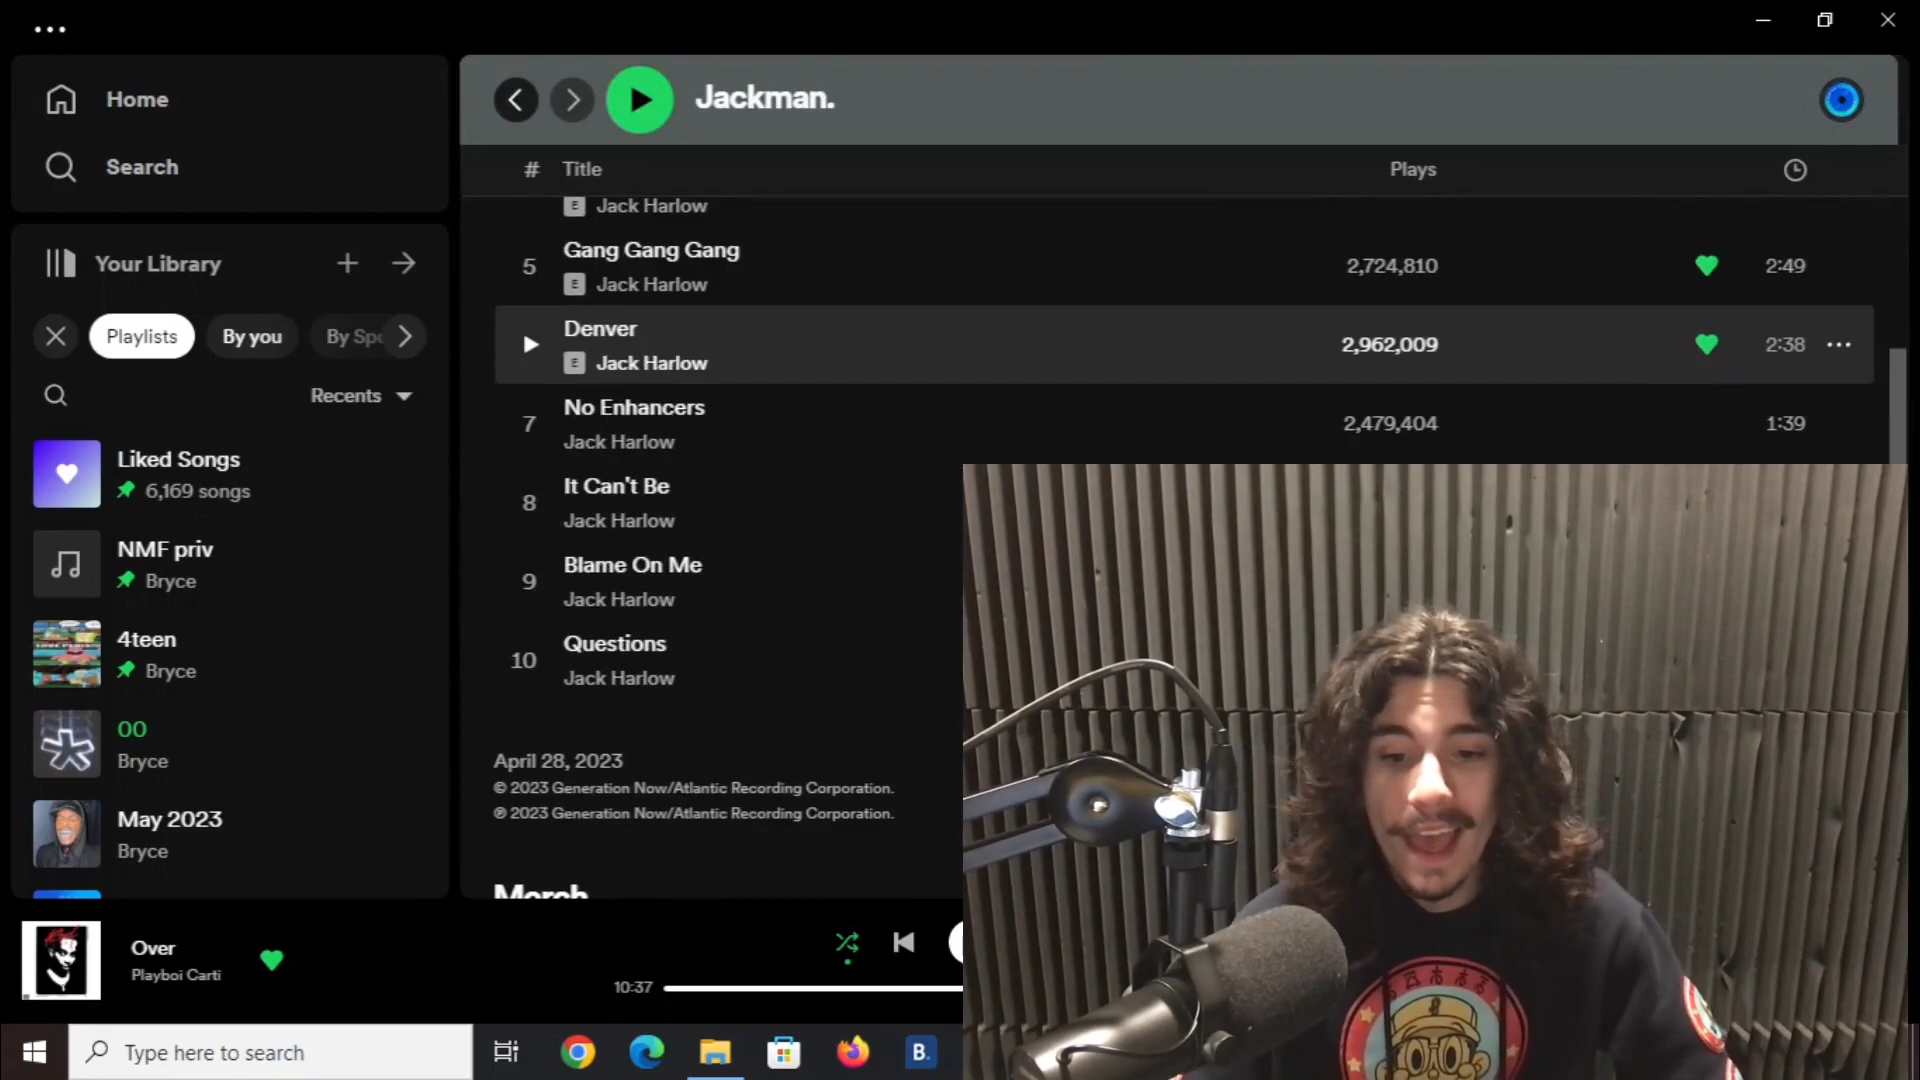 Home
Search
Your Library
Playlists
By you
By Spo
Recents
Liked Songs
6,169 songs
NMF priv
Bryce
4teen
Bryce
00
Bryce
May 2023
Bryce
Jackman.
# Title Plays
E Jack Harlow
5 Gang Gang Gang 2,724,810 2:49
E Jack Harlow
Denver 2,962,009 2:38
E Jack Harlow
7 No Enhancers 2,479,404 1:39
Jack Harlow
8 It Can't Be
Jack Harlow
9 Blame On Me
Jack Harlow
10 Questions
Jack Harlow
April 28, 2023
© 2023 Generation Now/Atlantic Recording Corporation.
℗ 2023 Generation Now/Atlantic Recording Corporation.
Over
Playboi Carti
10:37
Type here to search
B.